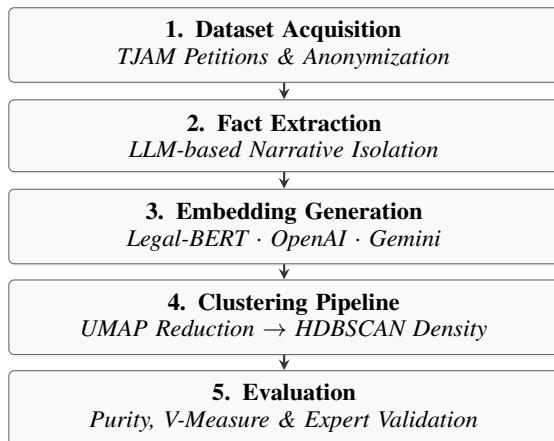 1. Dataset Acquisition
TJAM Petitions & Anonymization
2. Fact Extraction
LLM-based Narrative Isolation
3. Embedding Generation
Legal-BERT · OpenAI · Gemini
4. Clustering Pipeline
UMAP Reduction → HDBSCAN Density
5. Evaluation
Purity, V-Measure & Expert Validation